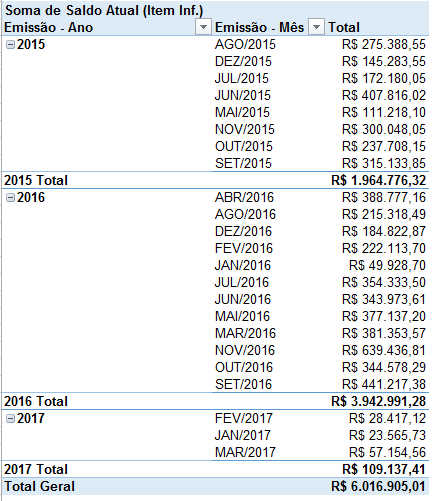 Soma de Saldo Atual (Item Inf.)
Emissão - Ano Emissão - Mês Total
2015 AGO/2015 R$ 275.388,55
DEZ/2015 R$ 145.283,55
JUL/2015 R$ 172.180,05
JUN/2015 R$ 407.816,02
MAI/2015 R$ 111.218,10
NOV/2015 R$ 300.048,05
OUT/2015 R$ 237.708,15
SET/2015 R$ 315.133,85
2015 Total R$ 1.964.776,32
2016 ABR/2016 R$ 388.777,16
AGO/2016 R$ 215.318,49
DEZ/2016 R$ 184.822,87
FEV/2016 R$ 222.113,70
JAN/2016 R$ 49.928,70
JUL/2016 R$ 354.333,50
JUN/2016 R$ 343.973,61
MAI/2016 R$ 377.137,20
MAR/2016 R$ 381.353,57
NOV/2016 R$ 639.436,81
OUT/2016 R$ 344.578,29
SET/2016 R$ 441.217,38
2016 Total R$ 3.942.991,28
2017 FEV/2017 R$ 28.417,12
JAN/2017 R$ 23.565,73
MAR/2017 R$ 57.154,56
2017 Total R$ 109.137,41
Total Geral R$ 6.016.905,01